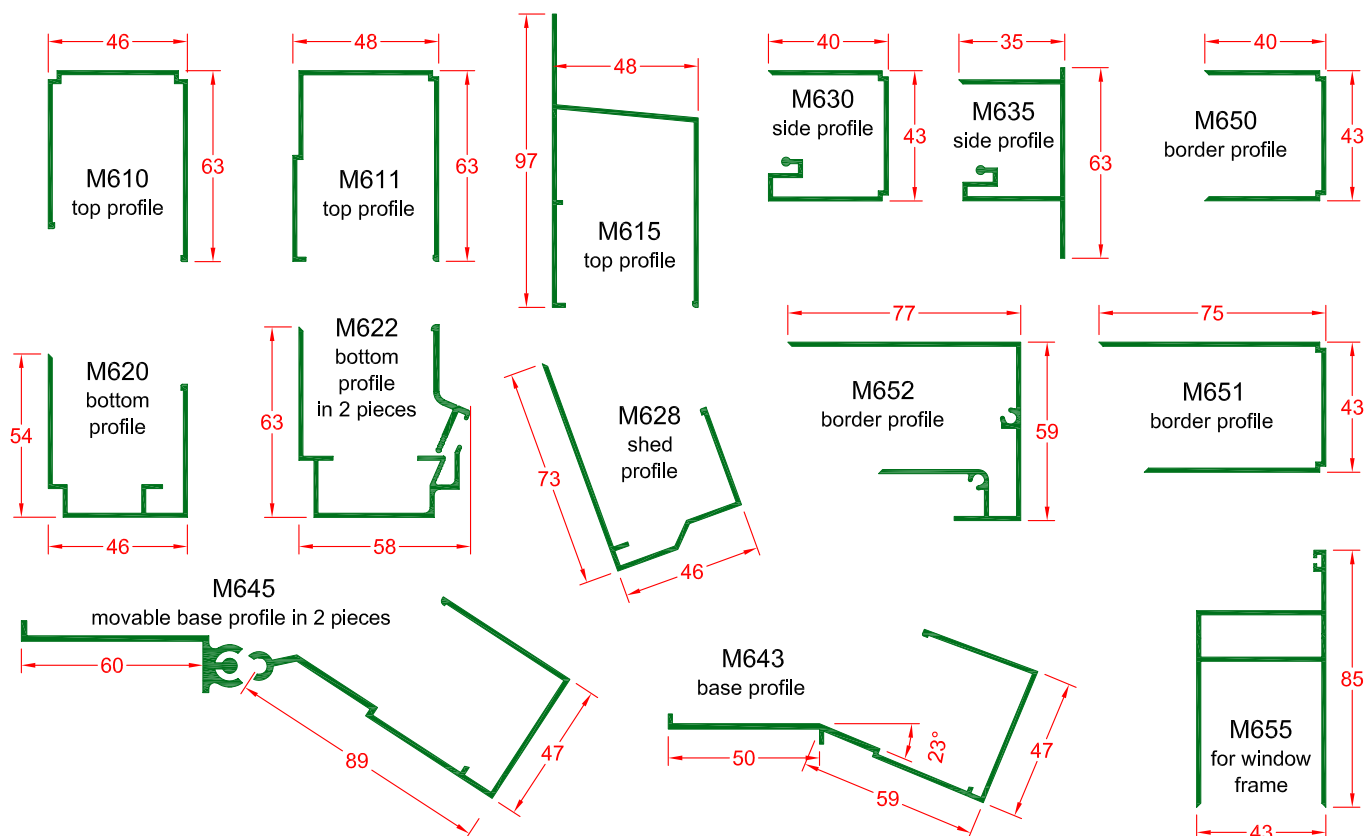 46
48
48
40
35
40
M610
top profile
63
M611
top profile
63
97
M615
top profile
M630
side profile
43
M635
side profile
63
M650
border profile
43
54
M620
bottom
profile
46
63
M622
bottom
profile
in 2 pieces
58
73
M628
shed
profile
46
77
M652
border profile
59
75
M651
border profile
43
M645
movable base profile in 2 pieces
60
89
47
M643
base profile
50
23°
59
47
M655
for window
frame
85
43